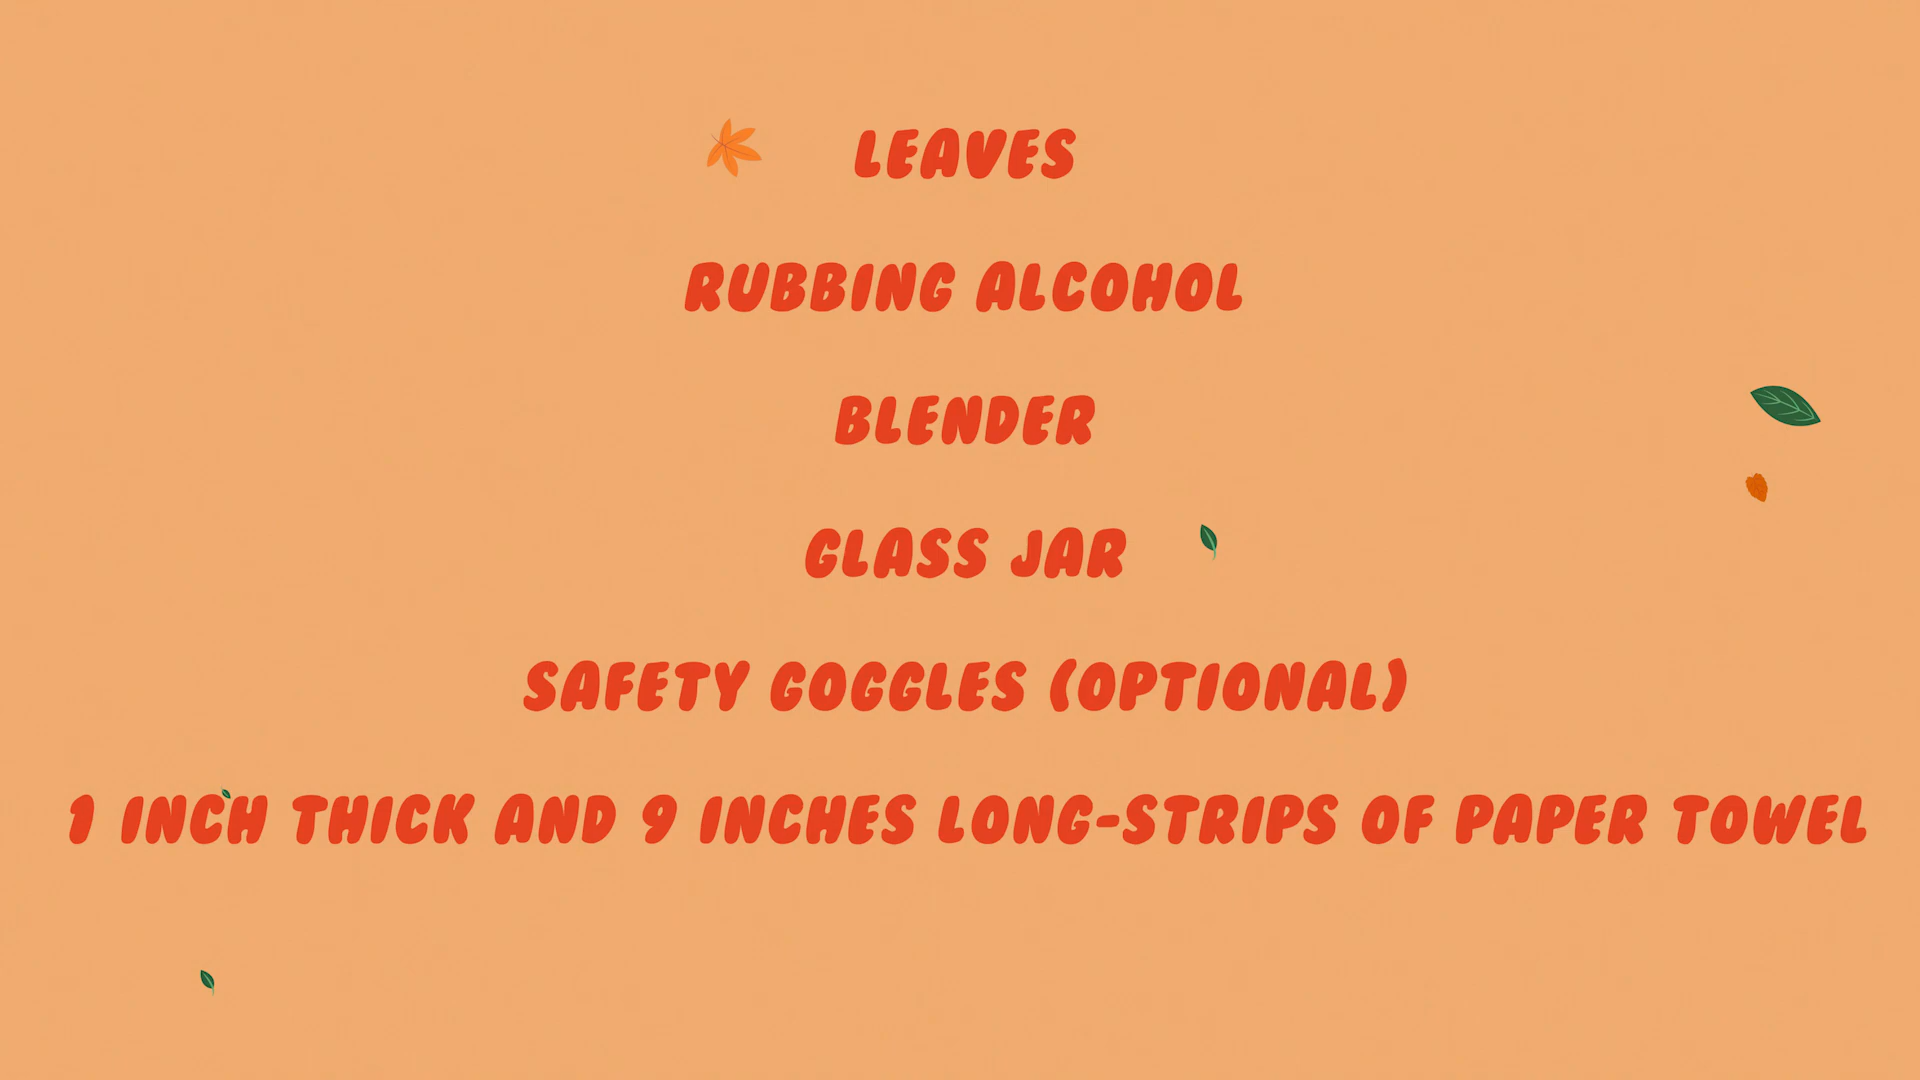 LEAVES
RUBBING ALCOHOL
BLENDER
GLASS JAR
SAFETY GOGGLES (OPTIONAL)
1 INCH THICK AND 9 INCHES LONG-STRIPS OF PAPER TOWEL